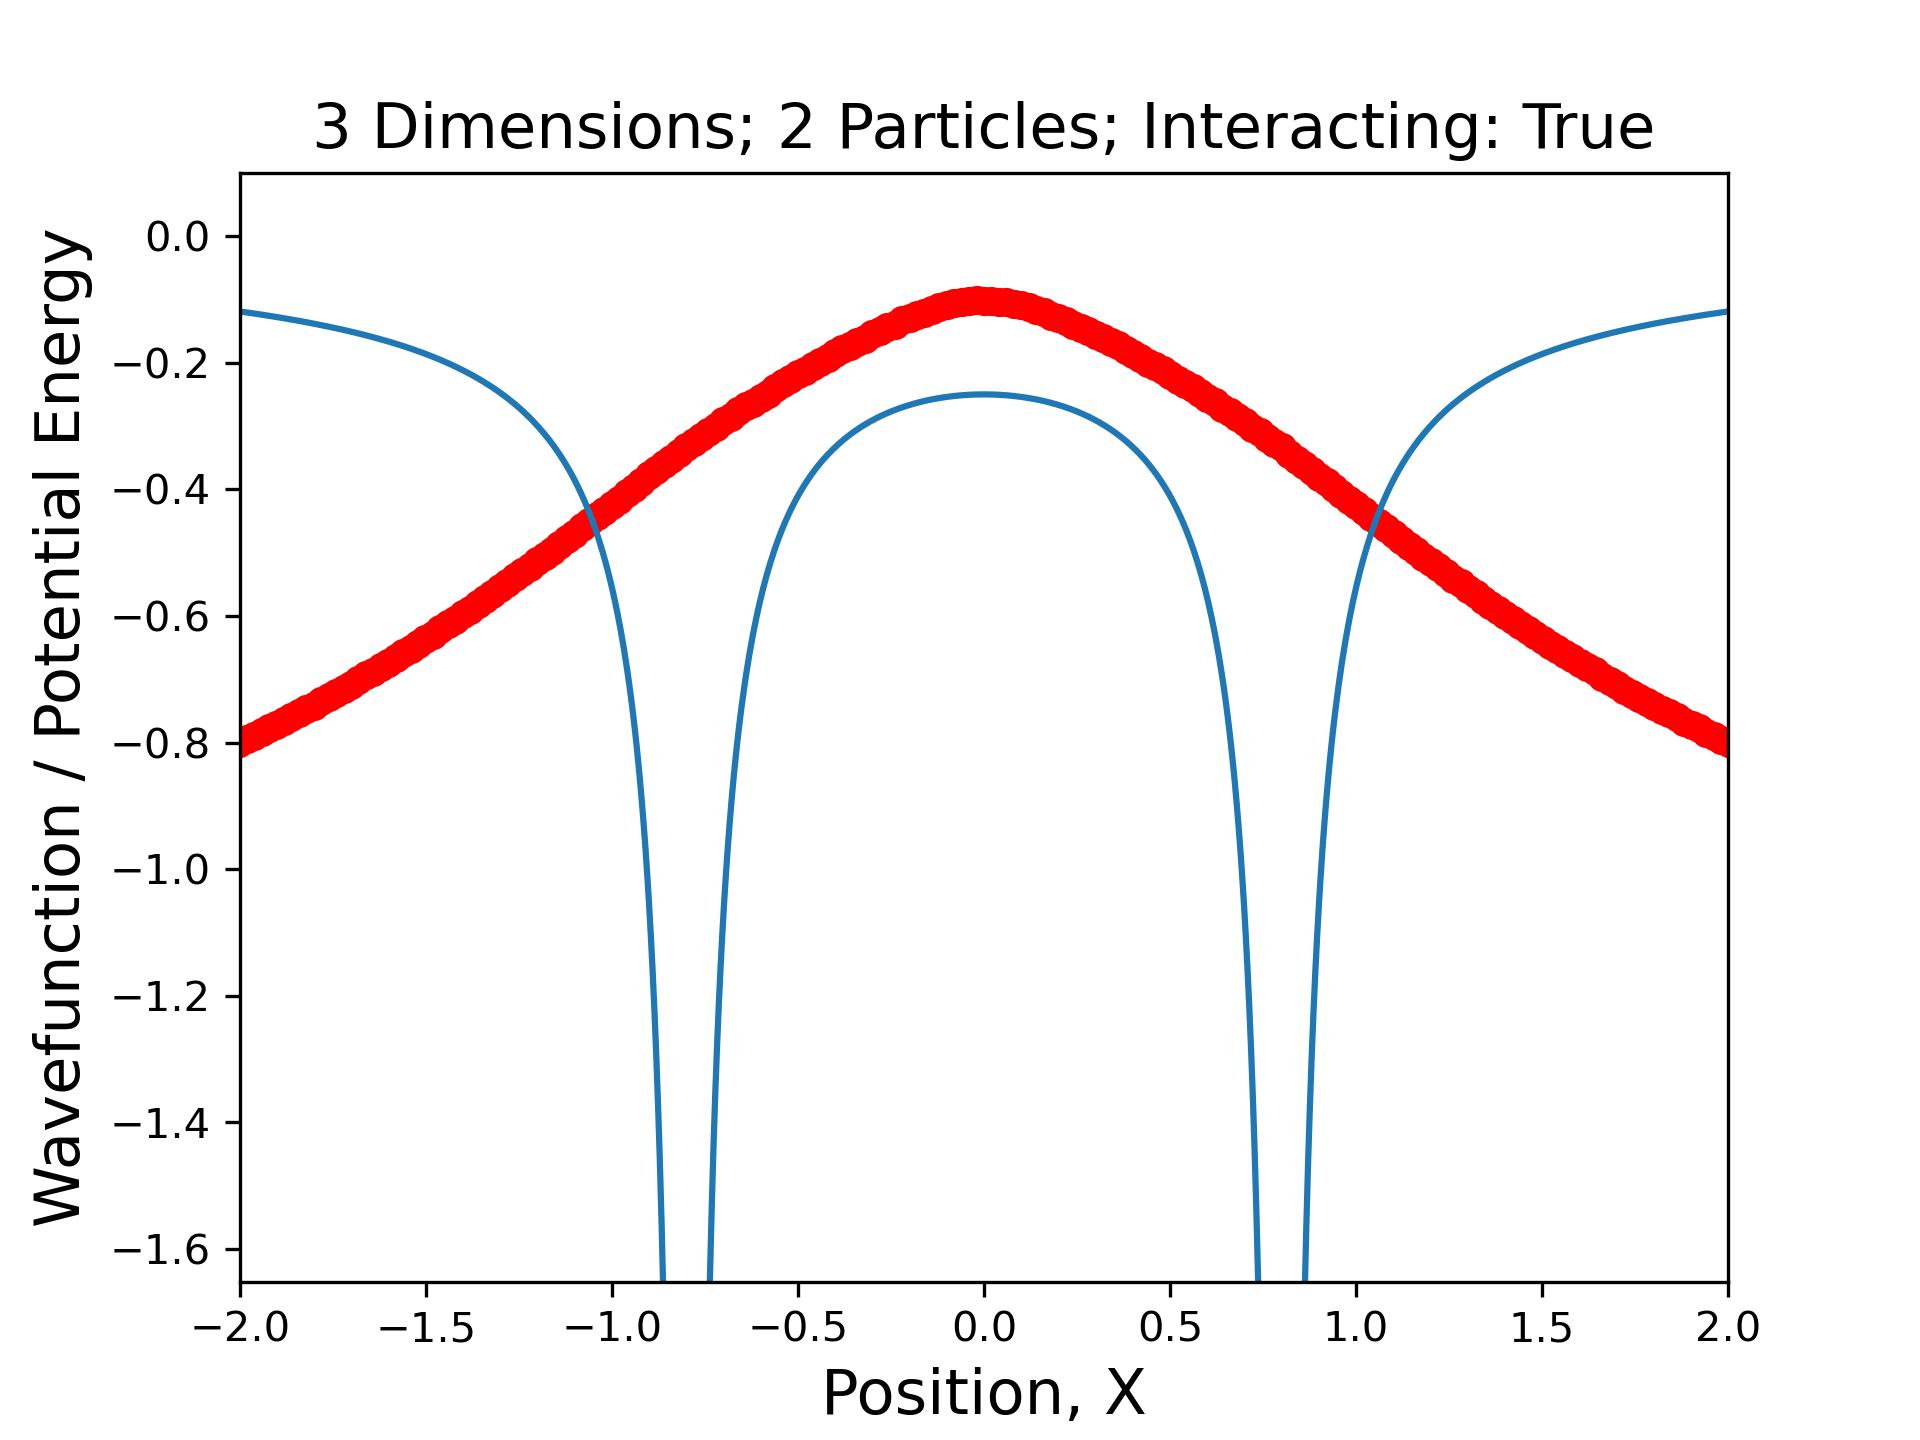 3 Dimensions; 2 Particles; Interacting: True
Wavefunction / Potential Energy
0.0
−0.2
−0.4
−0.6
−0.8
−1.0
−1.2
−1.4
−1.6
−2.0 −1.5 −1.0 −0.5 0.0 0.5 1.0 1.5 2.0
Position, X